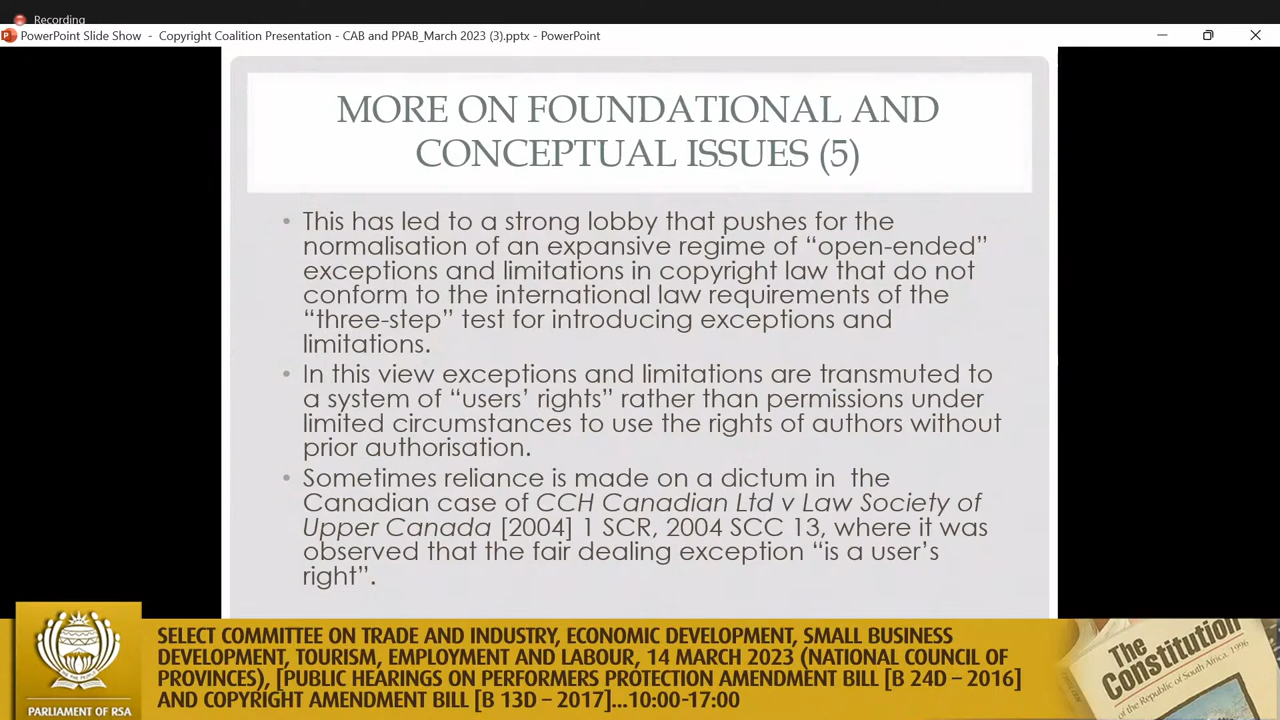 Recording
PowerPoint Slide Show - Copyright Coalition Presentation - CAB and PPAB_March 2023 (3).pptx - PowerPoint
MORE ON FOUNDATIONAL AND
CONCEPTUAL ISSUES (5)
• This has led to a strong lobby that pushes for the
normalisation of an expansive regime of “open-ended”
exceptions and limitations in copyright law that do not
conform to the international law requirements of the
“three-step” test for introducing exceptions and
limitations.
• In this view exceptions and limitations are transmuted to
a system of “users’ rights” rather than permissions under
limited circumstances to use the rights of authors without
prior authorisation.
• Sometimes reliance is made on a dictum in the
Canadian case of CCH Canadian Ltd v Law Society of
Upper Canada [2004] 1 SCR, 2004 SCC 13, where it was
observed that the fair dealing exception “is a user’s
right”.
PARLIAMENT OF RSA
SELECT COMMITTEE ON TRADE AND INDUSTRY, ECONOMIC DEVELOPMENT, SMALL BUSINESS
DEVELOPMENT, TOURISM, EMPLOYMENT AND LABOUR, 14 MARCH 2023 (NATIONAL COUNCIL OF
PROVINCES), [PUBLIC HEARINGS ON PERFORMERS PROTECTION AMENDMENT BILL [B 24D – 2016]
AND COPYRIGHT AMENDMENT BILL [B 13D – 2017]...10:00-17:00
The
Constitution
of the Republic of South Africa, 1996